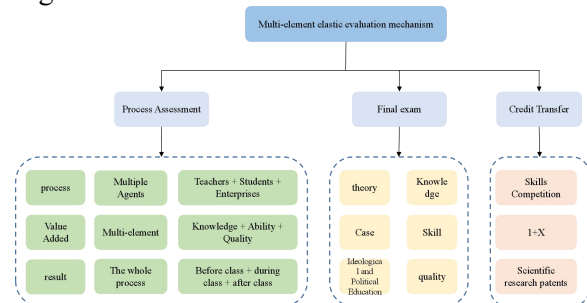 Multi-element elastic evaluation mechanism
Process Assessment
Final exam
Credit Transfer
process
Multiple
Agents
Teachers + Students +
Enterprises
theory
Knowle
dge
Skills
Competition
Value
Added
Multi-element
Knowledge + Ability +
Quality
Case
Skill
1+X
result
The whole
process
Before class + during
class + after class
Ideologica
l and Political
Education
quality
Scientific
research patents